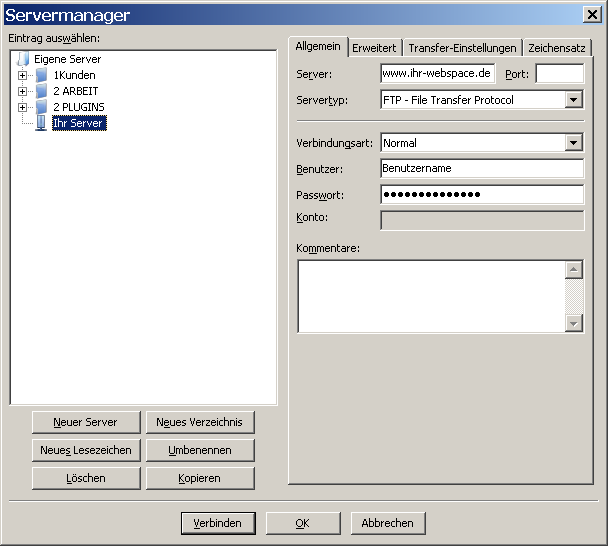 Servermanager
Eintrag auswählen:
Eigene Server
1Kunden
2 ARBEIT
2 PLUGINS
Ihr Server
Neuer Server
Neues Verzeichnis
Neues Lesezeichen
Umbenennen
Löschen
Kopieren
Allgemein
Erweitert
Transfer-Einstellungen
Zeichensatz
Server:
www.ihr-webspace.de
Port:
Servertyp:
FTP - File Transfer Protocol
Verbindungsart:
Normal
Benutzer:
Benutzername
Passwort:
●●●●●●●●●●●●●●
Konto:
Kommentare:
Verbinden
OK
Abbrechen